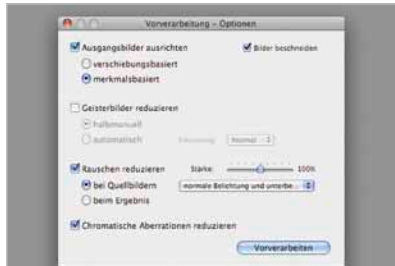 Vorverarbeitung – Optionen
Ausgangsbilder ausrichten
Bilder beschneiden
verschiebungsbasiert
merkmalsbasiert
Geisterbilder reduzieren
halbmanuell
automatisch
Normal
Rauschen reduzieren
Stärke:
100%
bei Quellbildern
normale Belichtung und unterbe...
beim Ergebnis
Chromatische Aberrationen reduzieren
Vorverarbeiten